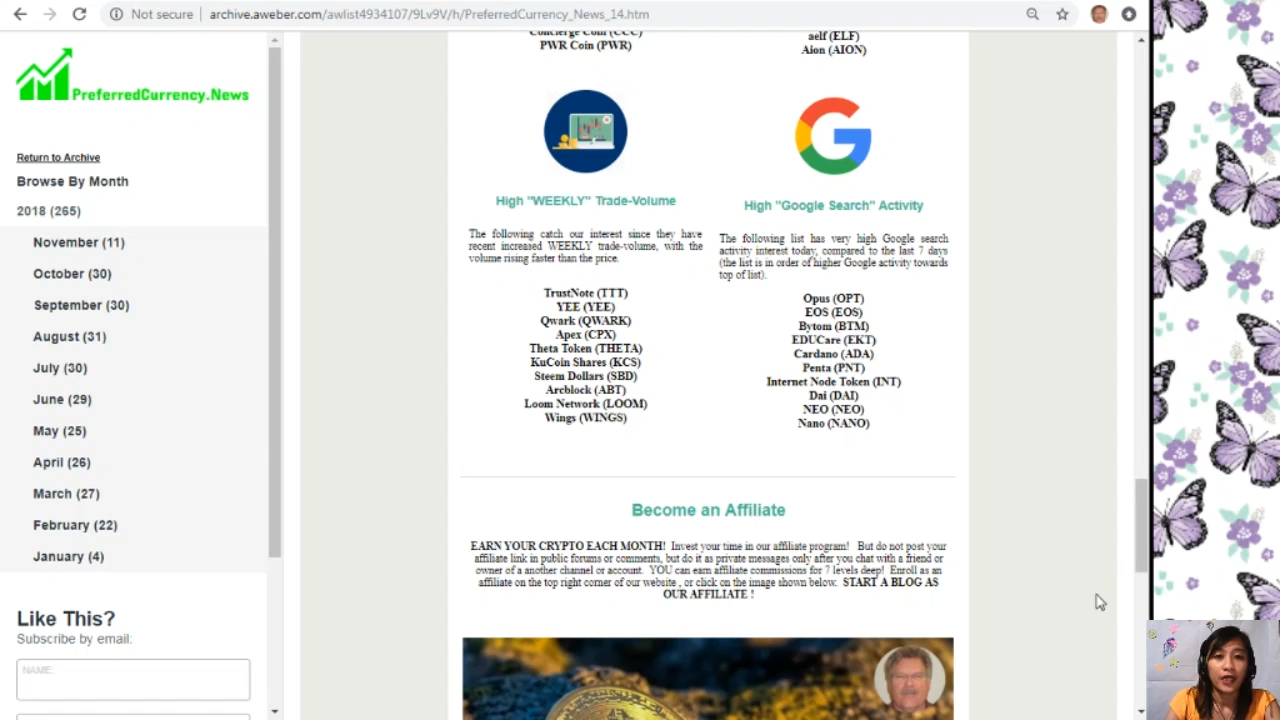 Not secure | archive.aweber.com/awlist4934107/9Lv9V/h/PreferredCurrency_News_14.htm
PreferredCurrency.News
Return to Archive
Browse By Month
2018 (265)
November (11)
October (30)
September (30)
August (31)
July (30)
June (29)
May (25)
April (26)
March (27)
February (22)
January (4)
Like This?
Subscribe by email:
NAME:
Concierge Coin (CCC)
PWR Coin (PWR)
aelf (ELF)
Aion (AION)
High "WEEKLY" Trade-Volume
The following catch our interest since they have
recent increased WEEKLY trade-volume, with the
volume rising faster than the price.
TrustNote (TTT)
YEE (YEE)
Qwark (QWARK)
Apex (CPX)
Theta Token (THETA)
KuCoin Shares (KCS)
Steem Dollars (SBD)
Arcblock (ABT)
Loom Network (LOOM)
Wings (WINGS)
G
High "Google Search" Activity
The following list has very high Google search
activity interest today, compared to the last 7 days
(the list is in order of higher Google activity towards
top of list).
Opus (OPT)
EOS (EOS)
Bytom (BTM)
EDUCare (EKT)
Cardano (ADA)
Penta (PNT)
Internet Node Token (INT)
Dai (DAI)
NEO (NEO)
Nano (NANO)
Become an Affiliate
EARN YOUR CRYPTO EACH MONTH! Invest your time in our affiliate program! But do not post your
affiliate link in public forums or comments, but do it as private messages only after you chat with a friend or
owner of a another channel or account. YOU can earn affiliate commissions for 7 levels deep! Enroll as an
affiliate on the top right corner of our website , or click on the image shown below. START A BLOG AS
OUR AFFILIATE !